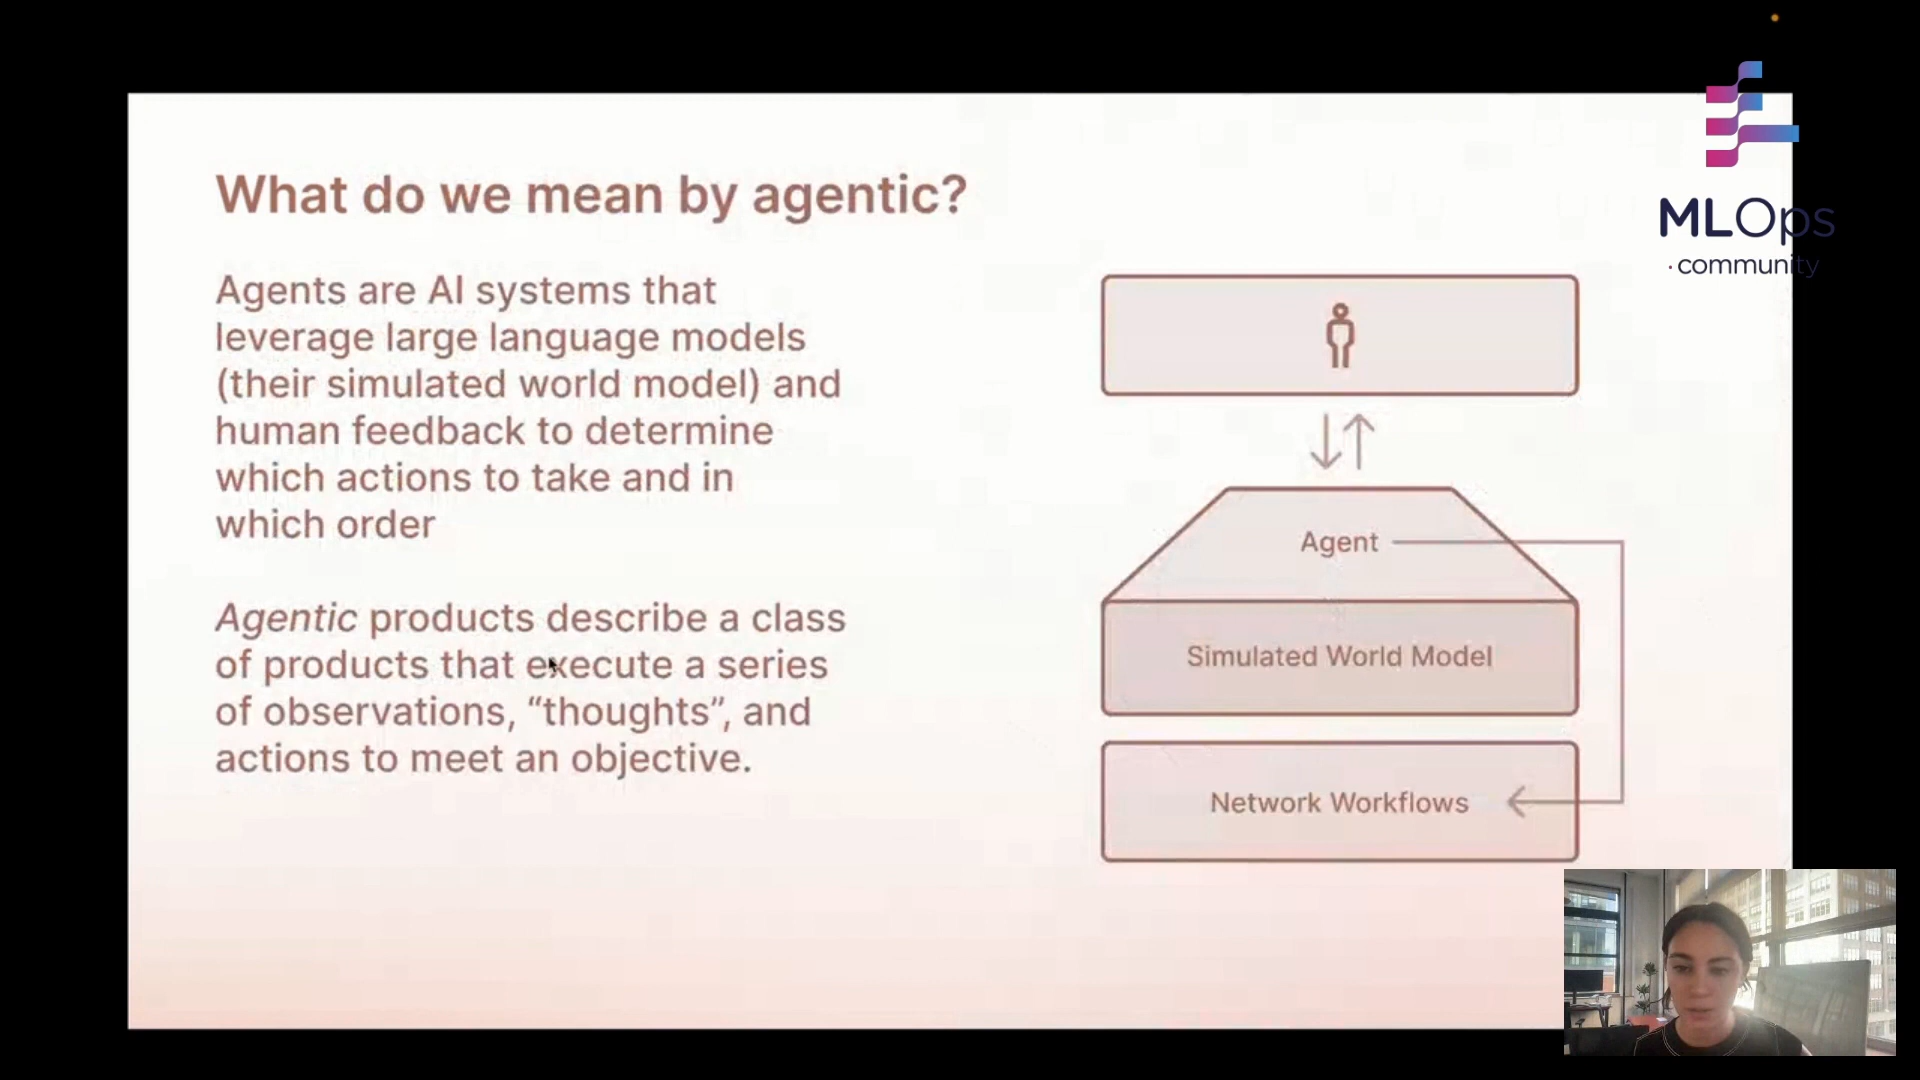 What do we mean by agentic?
Agents are AI systems that
leverage large language models
(their simulated world model) and
human feedback to determine
which actions to take and in
which order
Agentic products describe a class
of products that execute a series
of observations, “thoughts”, and
actions to meet an objective.
Agent
Simulated World Model
Network Workflows
MLOps
community